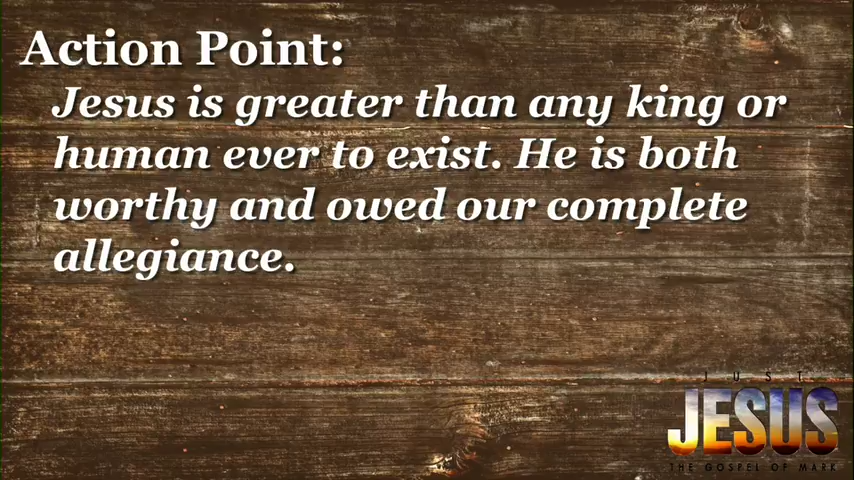 Action Point:
Jesus is greater than any king or
human ever to exist. He is both
worthy and owed our complete
allegiance.
JUST
JESUS
THE GOSPEL OF MARK